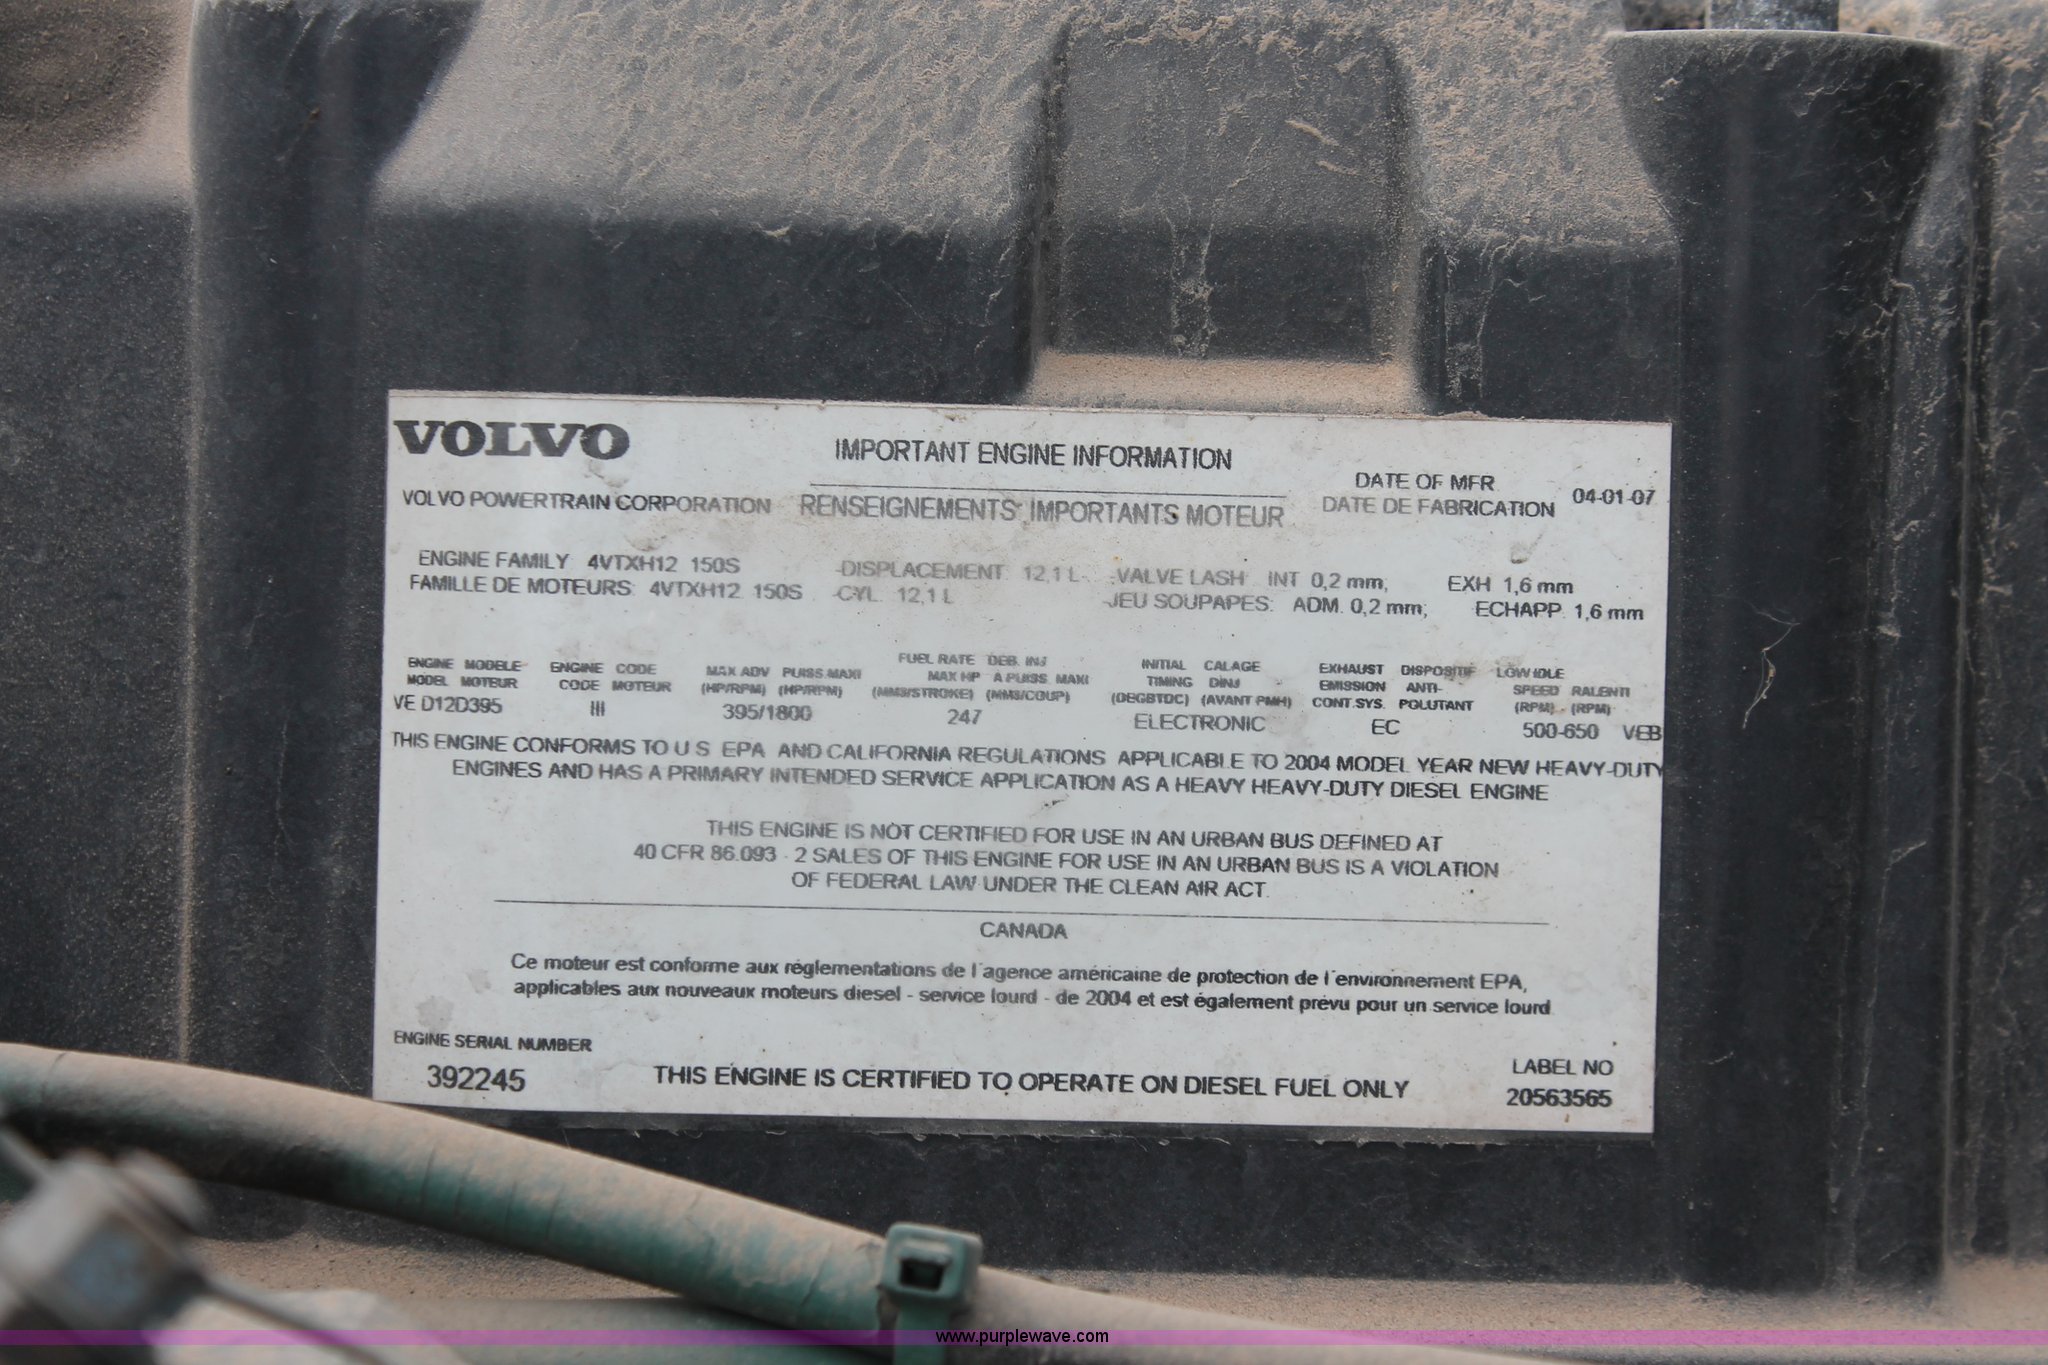 VOLVO
IMPORTANT ENGINE INFORMATION
DATE OF MFR
VOLVO POWERTRAIN CORPORATION RENSEIGNEMENTS IMPORTANTS MOTEUR DATE DE FABRICATION 04-01-07
ENGINE FAMILY 4VTXH12 150S DISPLACEMENT 12,1 L VALVE LASH INT 0,2 mm, EXH 1,6 mm
FAMILLE DE MOTEURS: 4VTXH12 150S CYL. 12,1 L JEU SOUPAPES: ADM. 0,2 mm; ECHAPP. 1,6 mm
ENGINE MODELE ENGINE CODE MAX ADV PUISS.MAXI FUEL RATE DEB. INJ INITIAL CALAGE EXHAUST DISPOSITIF LOW IDLE
MODEL MOTEUR CODE MOTEUR (HP/RPM) (HP/RPM) MAX HP A PUISS. MAXI TIMING DINJ EMISSION ANTI- SPEED RALENTI
(MM3/STROKE) (MM3/COUP) (DEGBTDC) (AVANT PMH) CONT.SYS. POLUTANT (RPM) (RPM)
VE D12D395 III 395/1800 247 ELECTRONIC EC 500-650 VEB
THIS ENGINE CONFORMS TO U S EPA AND CALIFORNIA REGULATIONS APPLICABLE TO 2004 MODEL YEAR NEW HEAVY-DUTY
ENGINES AND HAS A PRIMARY INTENDED SERVICE APPLICATION AS A HEAVY HEAVY-DUTY DIESEL ENGINE
THIS ENGINE IS NOT CERTIFIED FOR USE IN AN URBAN BUS DEFINED AT
40 CFR 86.093 - 2 SALES OF THIS ENGINE FOR USE IN AN URBAN BUS IS A VIOLATION
OF FEDERAL LAW UNDER THE CLEAN AIR ACT.
CANADA
Ce moteur est conforme aux réglementations de l'agence américaine de protection de l'environnement EPA,
applicables aux nouveaux moteurs diesel - service lourd - de 2004 et est également prévu pour un service lourd
ENGINE SERIAL NUMBER
392245
THIS ENGINE IS CERTIFIED TO OPERATE ON DIESEL FUEL ONLY
LABEL NO
20563565
www.purplewave.com